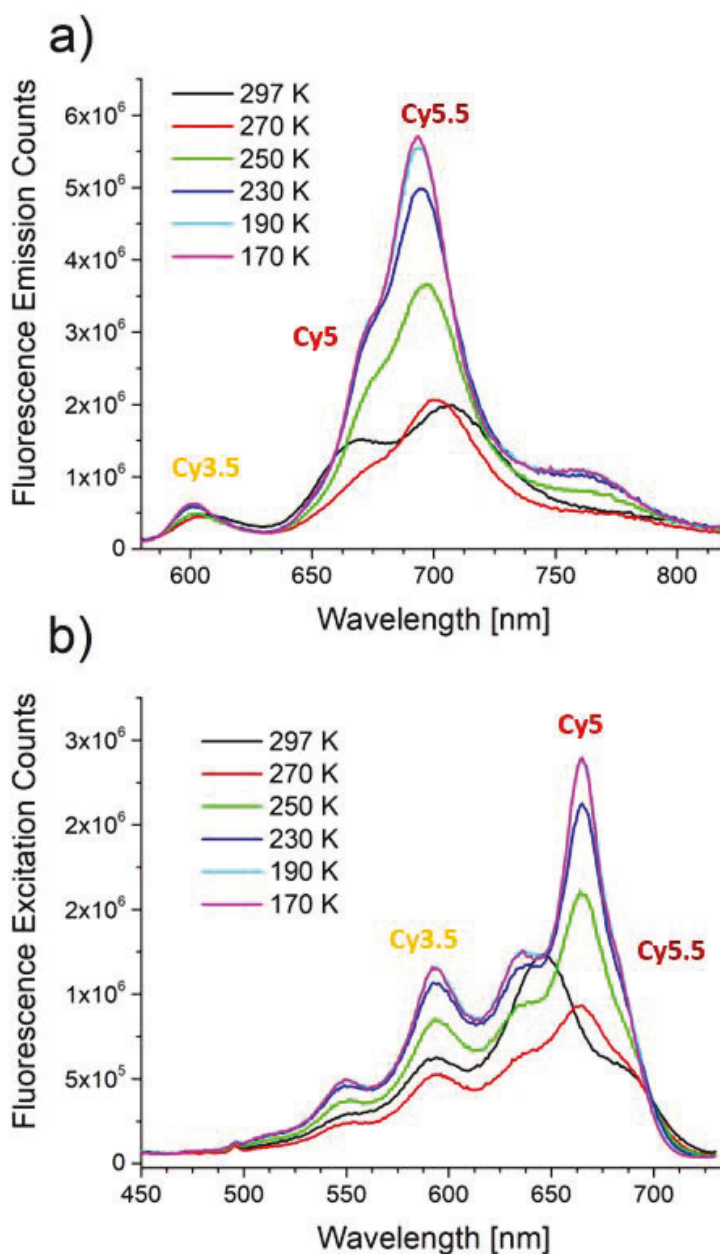 a)
297 K
270 K
250 K
230 K
190 K
170 K
Cy5.5
Cy5
Cy3.5
6x10⁶
5x10⁶
4x10⁶
3x10⁶
2x10⁶
1x10⁶
0
Fluorescence Emission Counts
600 650 700 750 800
Wavelength [nm]
b)
297 K
270 K
250 K
230 K
190 K
170 K
Cy5
Cy3.5
Cy5.5
3x10⁶
2x10⁶
2x10⁶
1x10⁶
5x10⁵
0
Fluorescence Excitation Counts
450 500 550 600 650 700
Wavelength [nm]